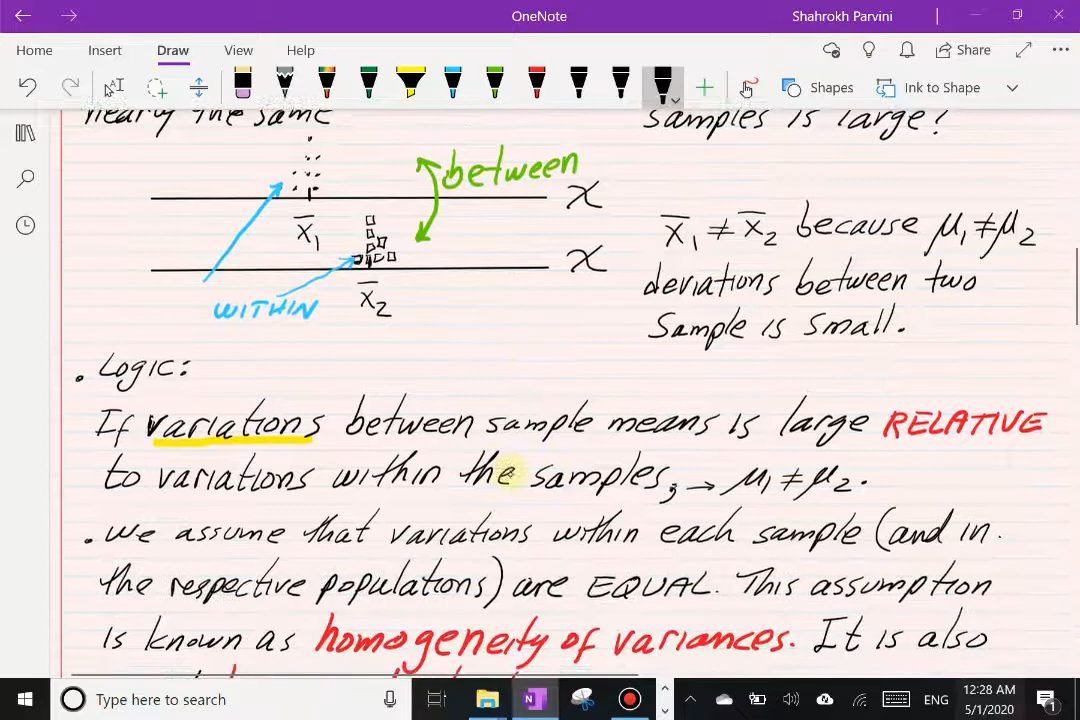 OneNote
Shahrokh Parvini
Home
Insert
Draw
View
Help
Share
Shapes
Ink to Shape
nearly the same
samples is large!
between
x
x̄₁
x
x̄₂
WITHIN
x̄₁ ≠ x̄₂ because μ₁ ≠ μ₂
deviations between two
Sample is small.
. Logic:
If variations between sample means is large RELATIVE
to variations within the samples, → μ₁ ≠ μ₂.
. We assume that variations within each sample (and in
the respective populations) are EQUAL. This assumption
is known as homogeneity of variances. It is also
Type here to search
ENG
12:28 AM
5/1/2020
1